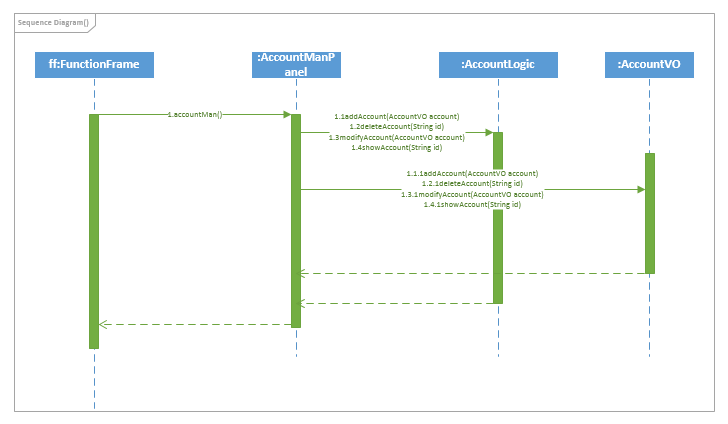 Sequence Diagram()
ff:FunctionFrame
:AccountManP
anel
:AccountLogic
:AccountVO
1.accountMan()
1.1addAccount(AccountVO account)
1.2deleteAccount(String id)
1.3modifyAccount(AccountVO account)
1.4showAccount(String id)
1.1.1addAccount(AccountVO account)
1.2.1deleteAccount(String id)
1.3.1modifyAccount(AccountVO account)
1.4.1showAccount(String id)